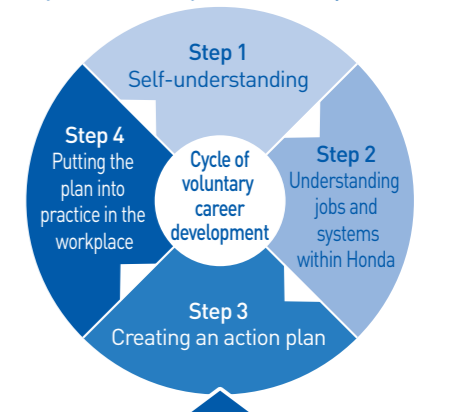 Step 1
Self-understanding
Step 2
Understanding
jobs and
systems
within Honda
Step 3
Creating an action plan
Step 4
Putting the
plan into
practice in the
workplace
Cycle of
voluntary
career
development